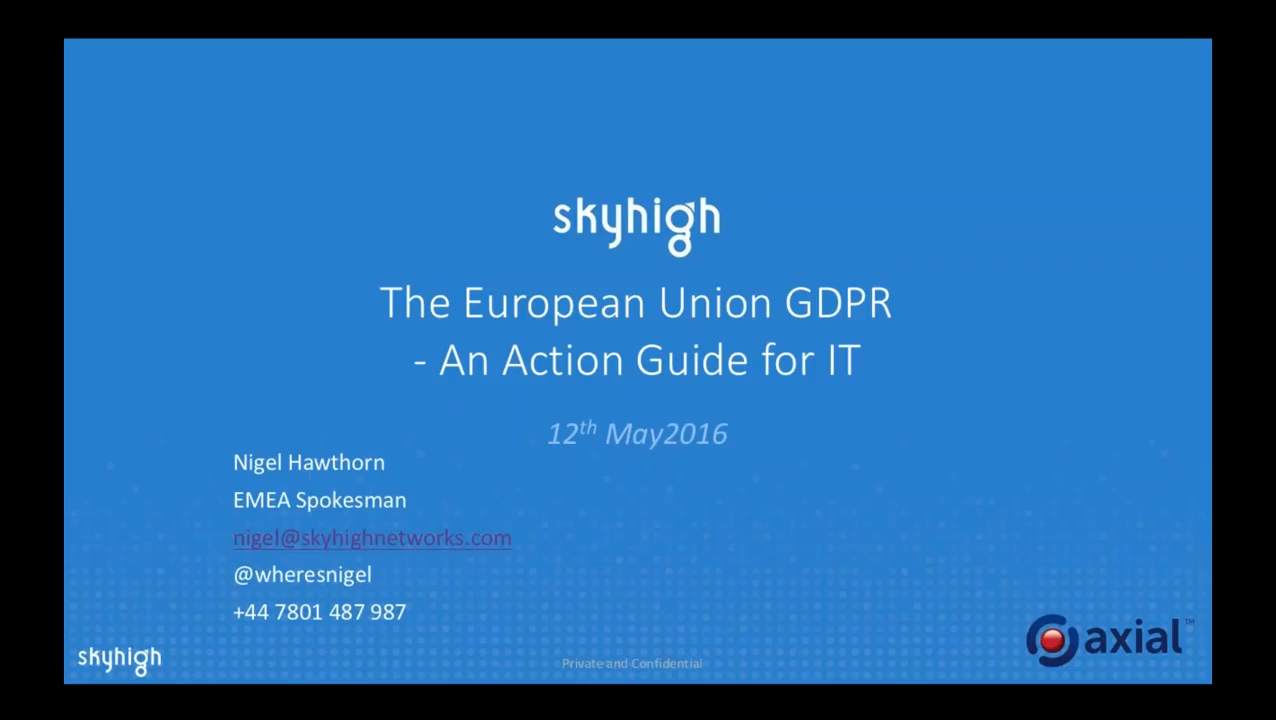 skyhigh
The European Union GDPR
- An Action Guide for IT
12th May2016
Nigel Hawthorn
EMEA Spokesman
nigel@skyhighnetworks.com
@wheresnigel
+44 7801 487 987
skyhigh
Private and Confidential
axial™